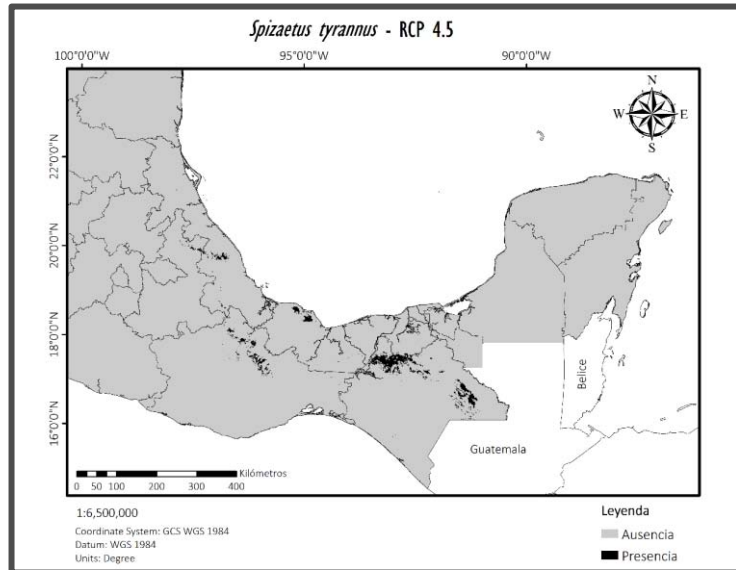 Spizaetus tyrannus - RCP 4.5
100°0'0"W 95°0'0"W 90°0'0"W
N
W E
S
22°0'0"N
20°0'0"N
18°0'0"N
16°0'0"N
Belice
Guatemala
Kilómetros
0 50 100 200 300 400
1:6,500,000
Coordinate System: GCS WGS 1984
Datum: WGS 1984
Units: Degree
Leyenda
Ausencia
Presencia